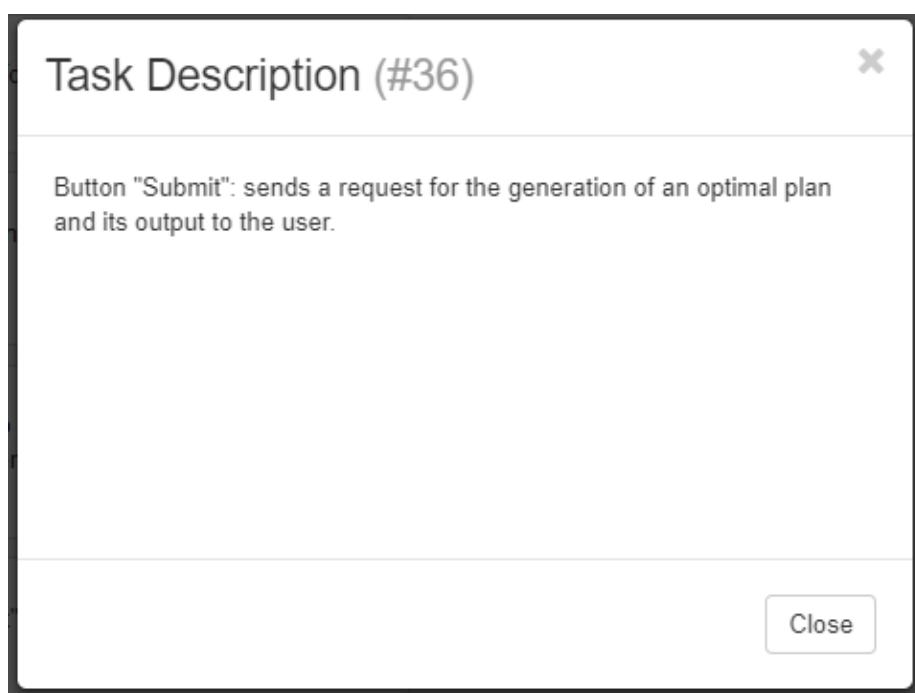 Task Description (#36)
Button "Submit": sends a request for the generation of an optimal plan
and its output to the user.
Close